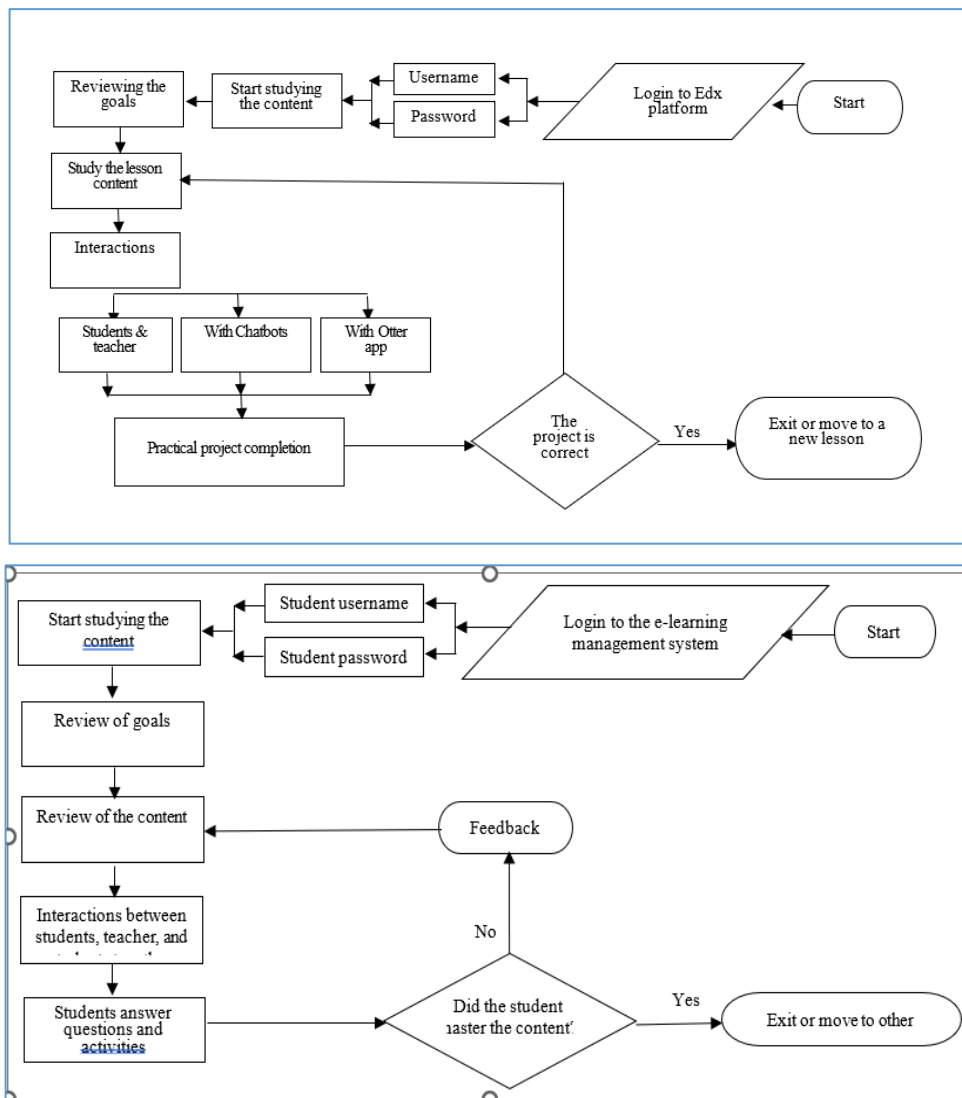 Start
Login to Edx
platform
Username
Password
Start studying
the content
Reviewing the
goals
Study the lesson
content
Interactions
Students &
teacher
With Chatbots
With Otter
app
Practical project completion
The
project is
correct
Yes
Exit or move to a
new lesson
Start
Login to the e-learning
management system
Student username
Student password
Start studying the
content
Review of goals
Review of the content
Feedback
Interactions between
students, teacher, and
No
Students answer
questions and
activities
Did the student
the content
Yes
Exit or move to other